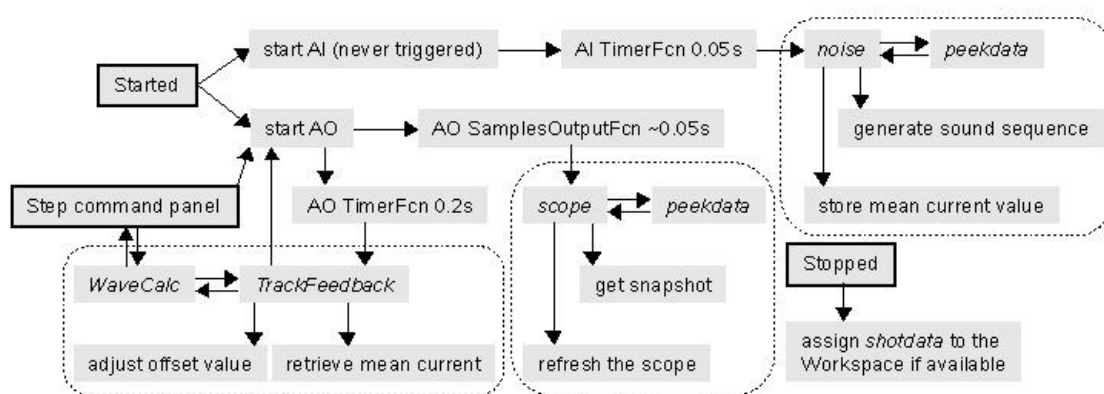 start AI (never triggered)
AI TimerFcn 0.05s
noise
peekdata
Started
start AO
AO SamplesOutputFcn ~0.05s
generate sound sequence
Step command panel
AO TimerFcn 0.2s
scope
peekdata
store mean current value
WaveCalc
TrackFeedback
get snapshot
Stopped
adjust offset value
retrieve mean current
refresh the scope
assign shotdata to the
Workspace if available